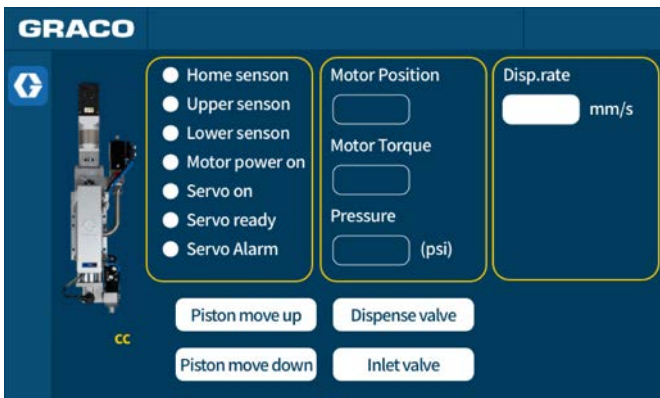 GRACO
Home senson
Upper senson
Lower senson
Motor power on
Servo on
Servo ready
Servo Alarm
Motor Position
Motor Torque
Pressure
(psi)
Disp.rate
mm/s
CC
Piston move up
Dispense valve
Piston move down
Inlet valve